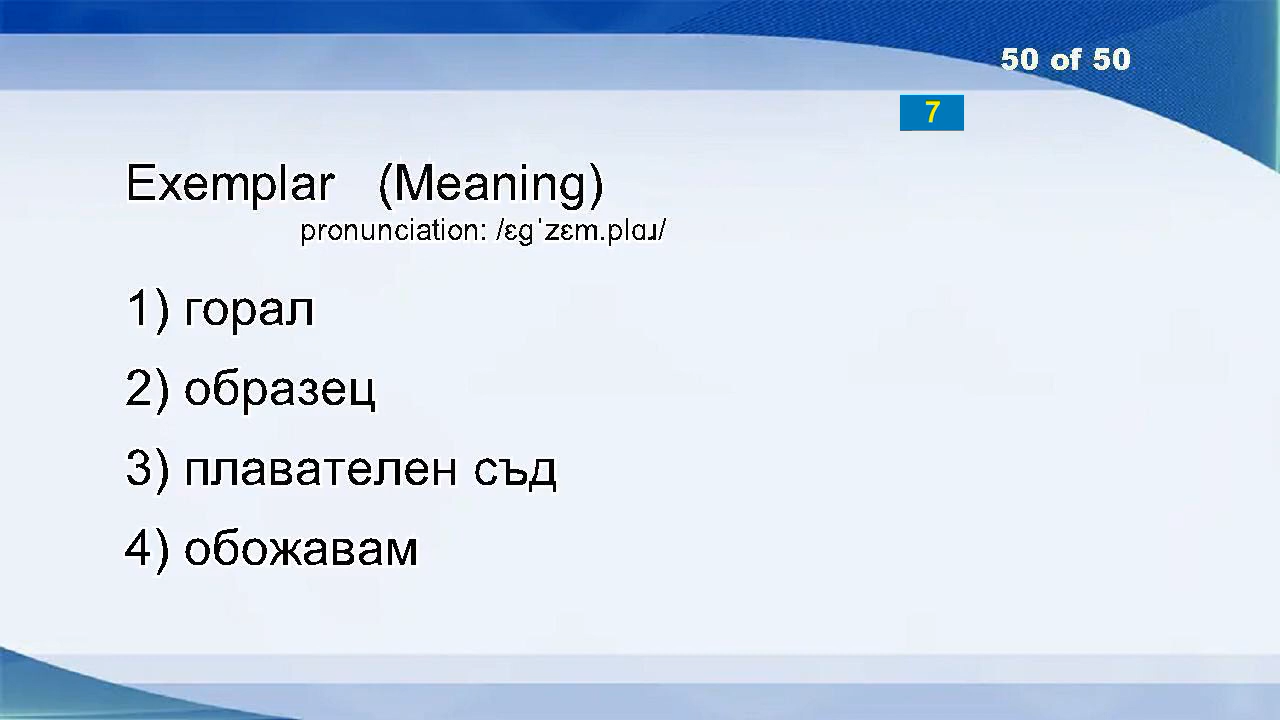 50 of 50
7
Exemplar (Meaning)
pronunciation: /ɛɡˈzɛm.plɑɹ/
1) горал
2) образец
3) плавателен съд
4) обожавам